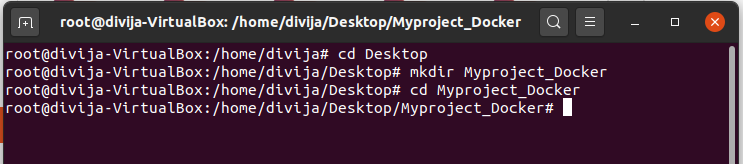 root@divija-VirtualBox: /home/divija/Desktop/Myproject_Docker
root@divija-VirtualBox:/home/divija# cd Desktop
root@divija-VirtualBox:/home/divija/Desktop# mkdir Myproject_Docker
root@divija-VirtualBox:/home/divija/Desktop# cd Myproject_Docker
root@divija-VirtualBox:/home/divija/Desktop/Myproject_Docker#